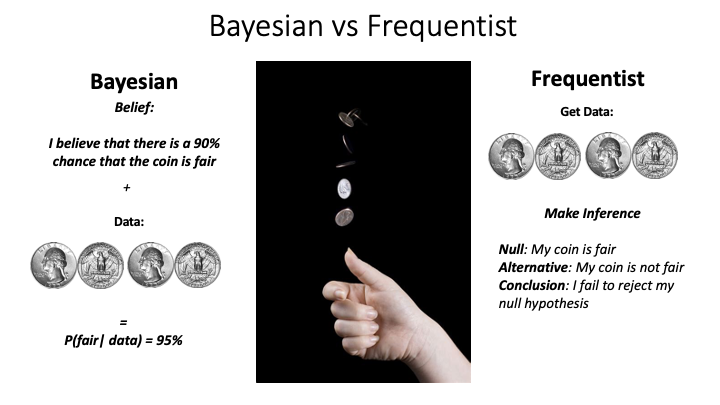 Bayesian vs Frequentist
Bayesian
Belief:
I believe that there is a 90%
chance that the coin is fair
+
Data:
=
P(fair| data) = 95%
Frequentist
Get Data:
Make Inference
Null: My coin is fair
Alternative: My coin is not fair
Conclusion: I fail to reject my
null hypothesis